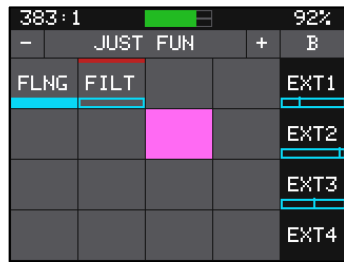 383:1 92%
- JUST FUN + B
FLNG FILT EXT1
EXT2
EXT3
EXT4